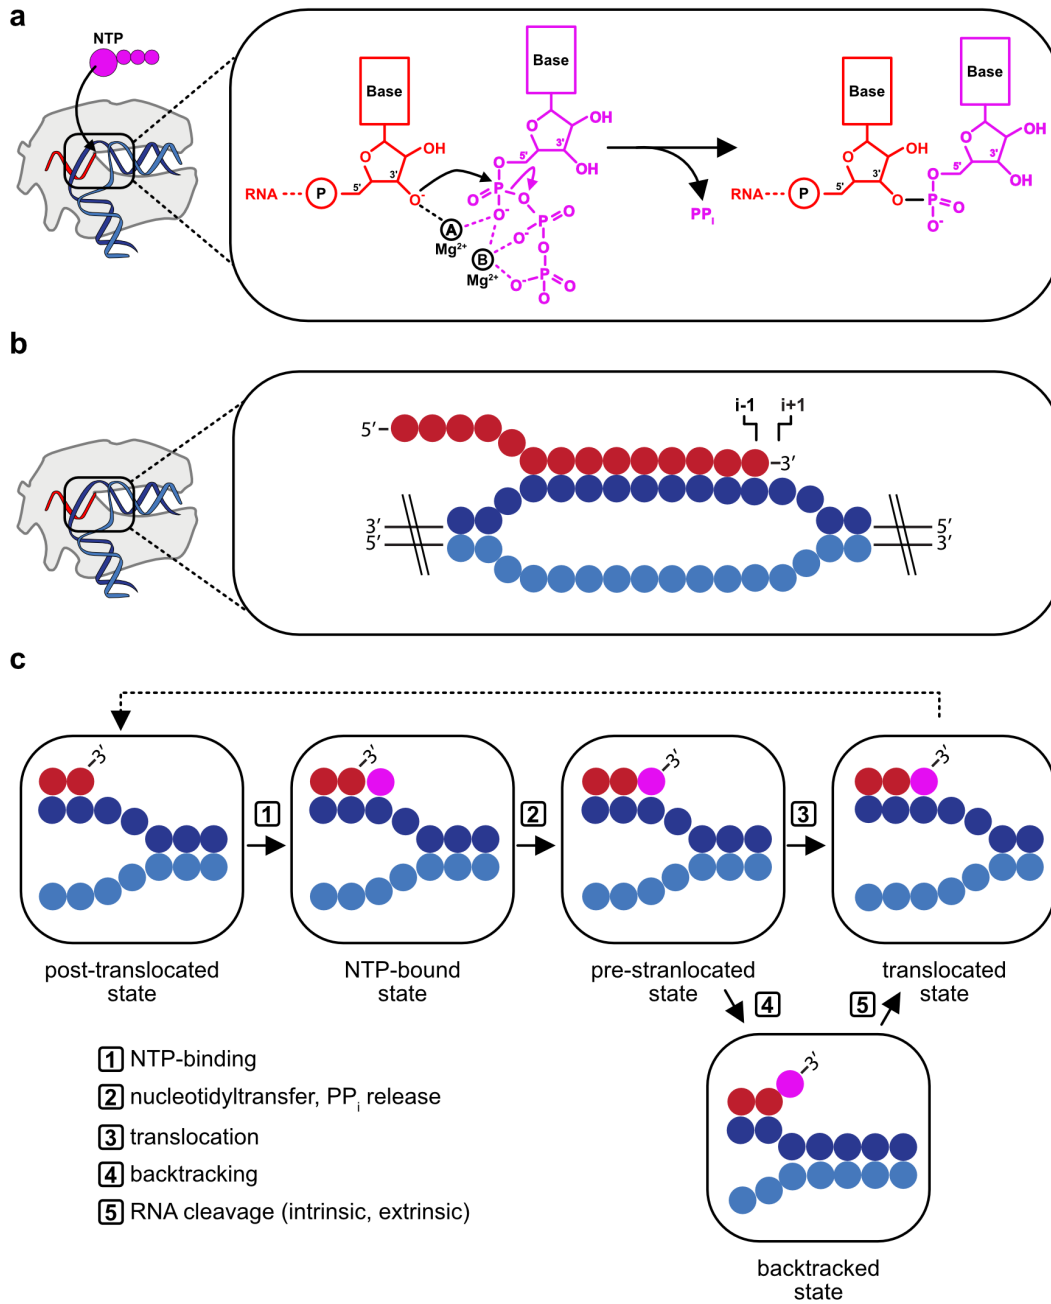 a
NTP
Base
Base
OH
O
3'
5'
RNA
P
O-
5'
3'
O
OH
OH
O
O
P
O
O-
A
Mg2+
B
Mg2+
O-
P
O
O
O-
P
O
O
PPi
Base
Base
OH
O
3'
5'
RNA
P
O
O
5'
3'
OH
OH
O
P
O
O-
b
i-1
i+1
5′
3′
3′
5′
5′
3′
c
3′
3′
3′
3′
1
2
3
post-translocated
state
NTP-bound
state
pre-stranlocated
state
translocated
state
4
5
3′
backtracked
state
1 NTP-binding
2 nucleotidyltransfer, PPi release
3 translocation
4 backtracking
5 RNA cleavage (intrinsic, extrinsic)